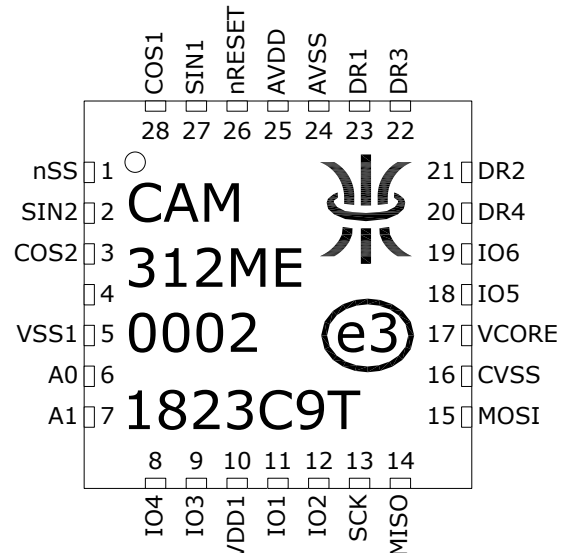 COS1 SIN1 nRESET AVDD AVSS DR1 DR3
28 27 26 25 24 23 22
nSS 1 21 DR2
CAM
SIN2 2 20 DR4
COS2 3 19 IO6
312ME
4 18 IO5
VSS1 5 0002 e3 17 VCORE
A0 6 16 CVSS
A1 7 1823C9T 15 MOSI
8 9 10 11 12 13 14
IO4 IO3 VDD1 IO1 IO2 SCK MISO